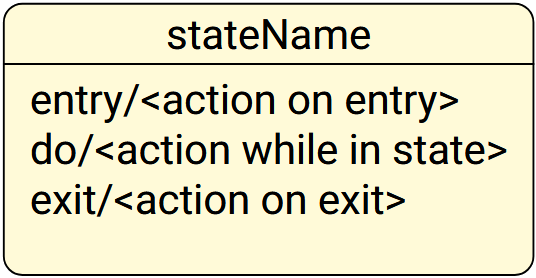 stateName
entry/<action on entry>
do/<action while in state>
exit/<action on exit>